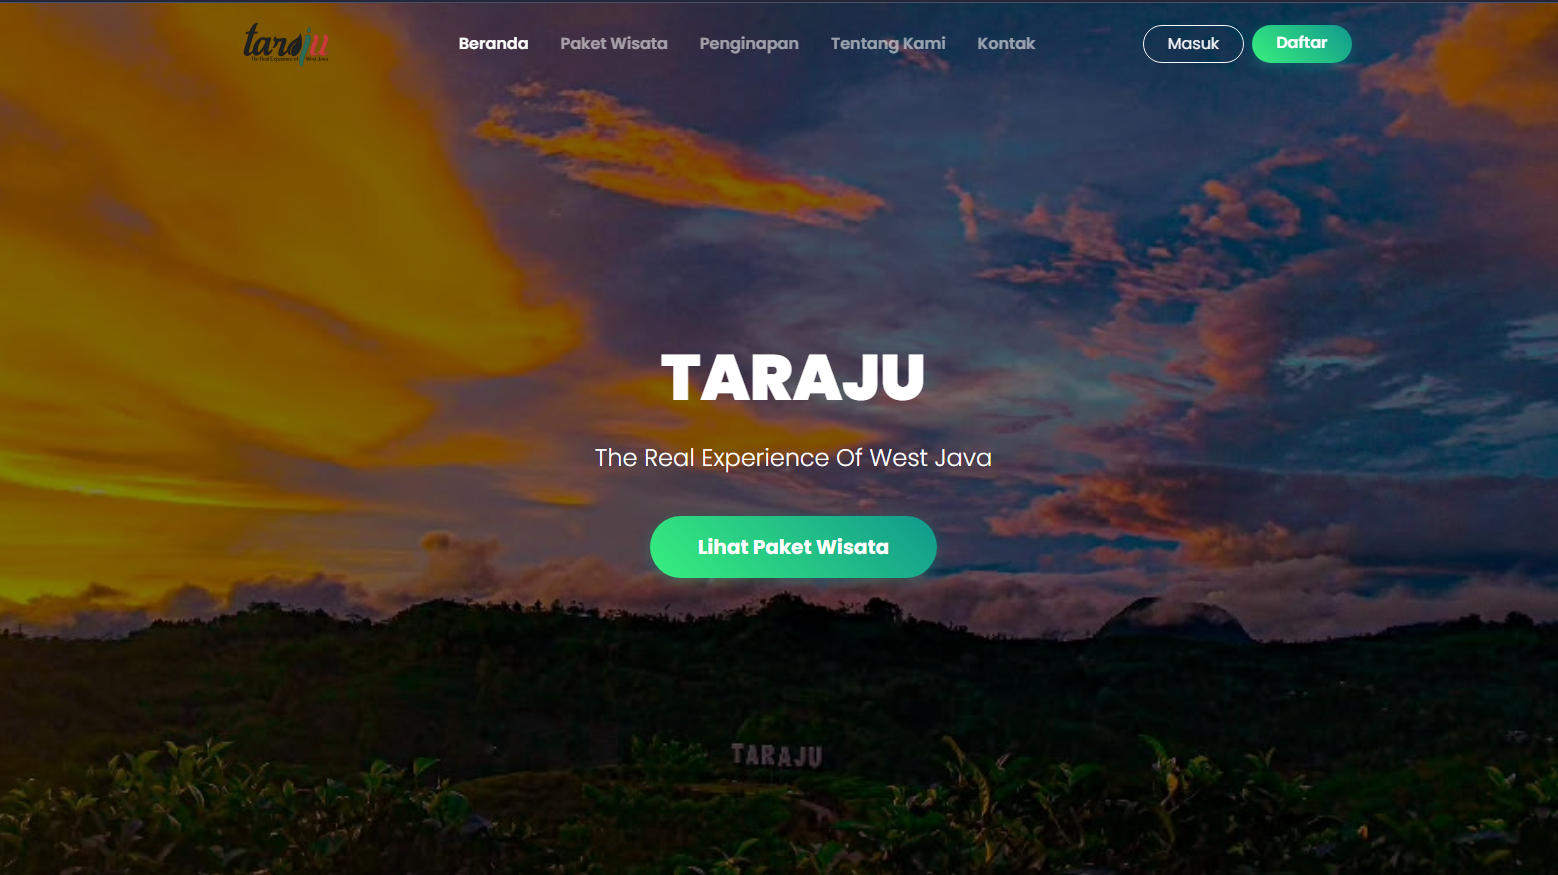 taraju
The Real Experience of West Java
Beranda Paket Wisata Penginapan Tentang Kami Kontak Masuk Daftar
TARAJU
The Real Experience Of West Java
Lihat Paket Wisata
TARAJU